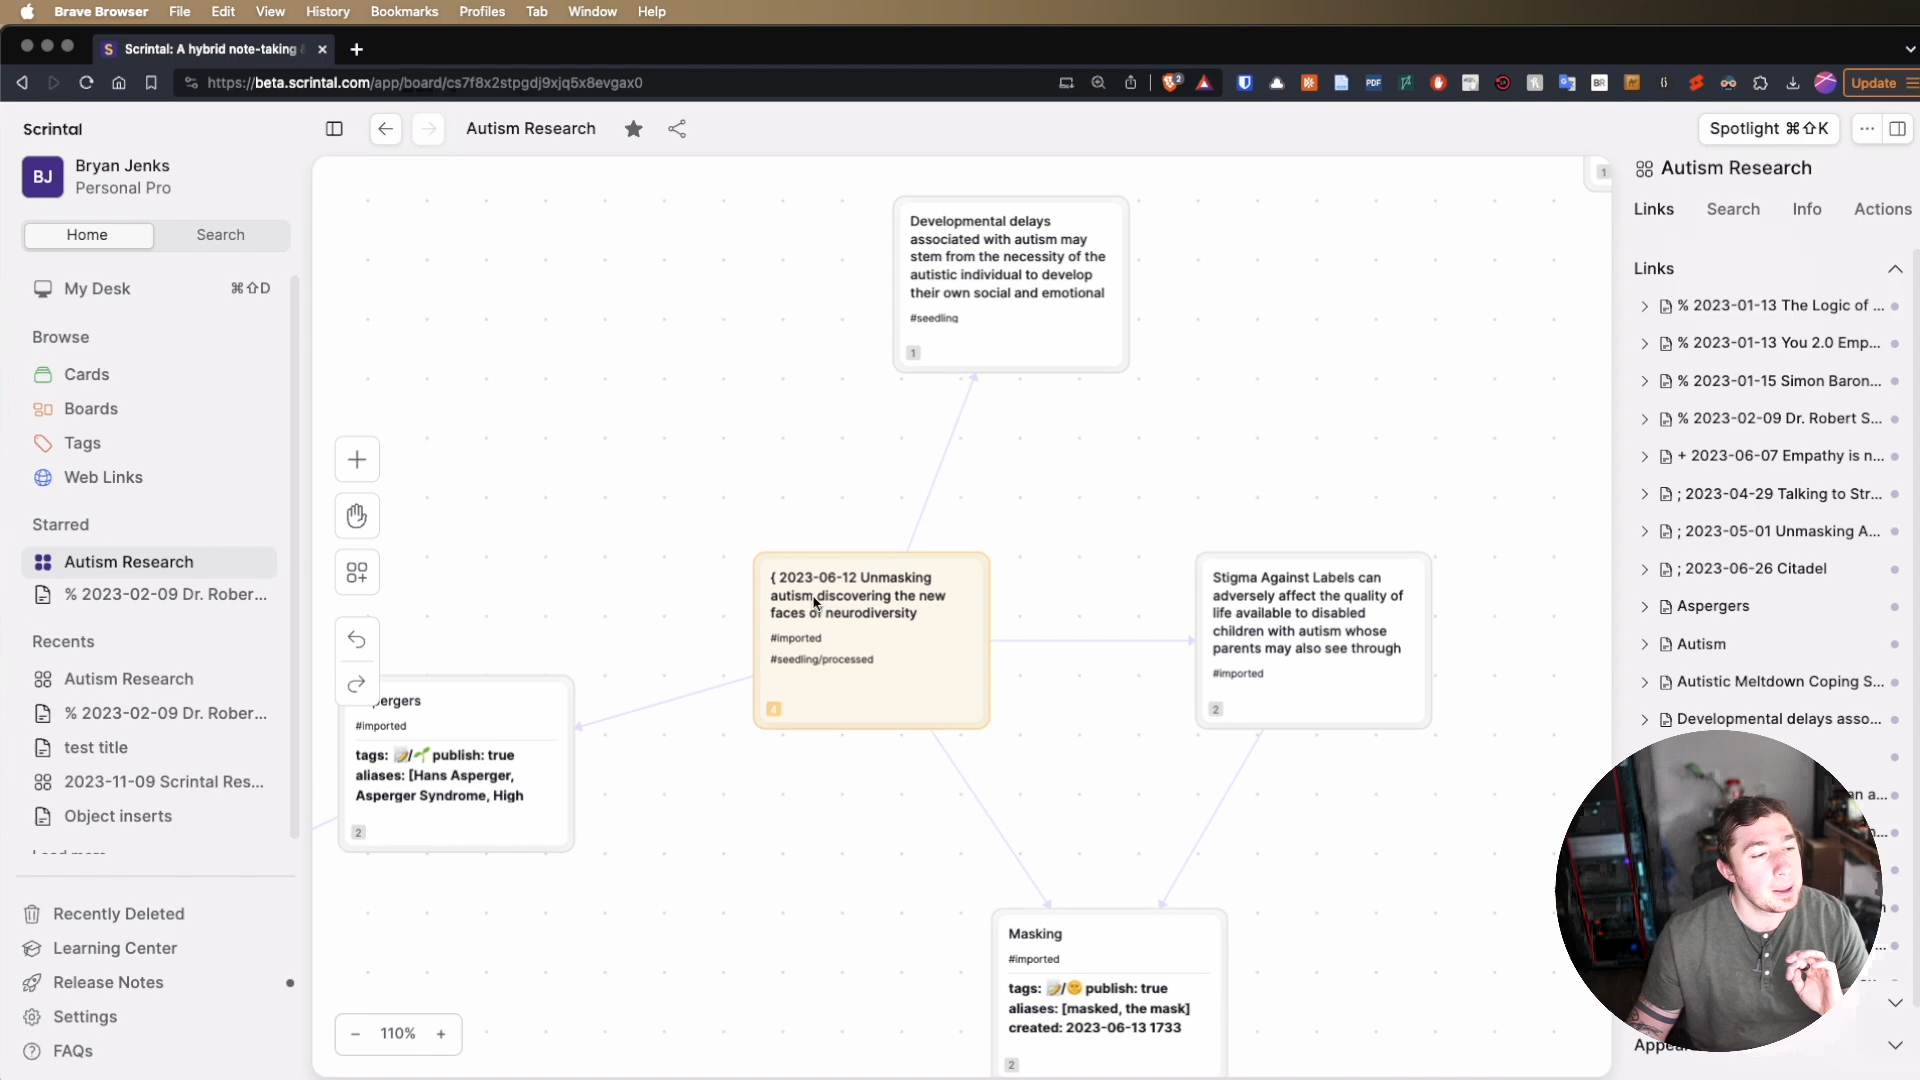 Brave Browser File Edit View History Bookmarks Profiles Tab Window Help
Scrintal: A hybrid note-taking
https://beta.scrintal.com/app/board/cs7f8x2stpgdj9xjq5x8evgax0
2 PDF BR Update
Scrintal
BJ
Bryan Jenks
Personal Pro
Home Search
My Desk ⌘⇧D
Browse
Cards
Boards
Tags
Web Links
Starred
Autism Research
% 2023-02-09 Dr. Rober...
Recents
Autism Research
% 2023-02-09 Dr. Rober...
test title
2023-11-09 Scrintal Res...
Object inserts
Recently Deleted
Learning Center
Release Notes
Settings
FAQs
Autism Research
Spotlight ⌘⇧K
1
Developmental delays
associated with autism may
stem from the necessity of the
autistic individual to develop
their own social and emotional
#seedling
1
{ 2023-06-12 Unmasking
autism discovering the new
faces of neurodiversity
#imported
#seedling/processed
4
Stigma Against Labels can
adversely affect the quality of
life available to disabled
children with autism whose
parents may also see through
#imported
2
pergers
#imported
tags: 📝/🌱 publish: true
aliases: [Hans Asperger,
Asperger Syndrome, High
2
Masking
#imported
tags: 📝/🌞 publish: true
aliases: [masked, the mask]
created: 2023-06-13 1733
2
− 110% +
Autism Research
Links Search Info Actions
Links
% 2023-01-13 The Logic of ...
% 2023-01-13 You 2.0 Emp...
% 2023-01-15 Simon Baron...
% 2023-02-09 Dr. Robert S...
+ 2023-06-07 Empathy is n...
; 2023-04-29 Talking to Str...
; 2023-05-01 Unmasking A...
; 2023-06-26 Citadel
Aspergers
Autism
Autistic Meltdown Coping S...
Developmental delays asso...
an a...